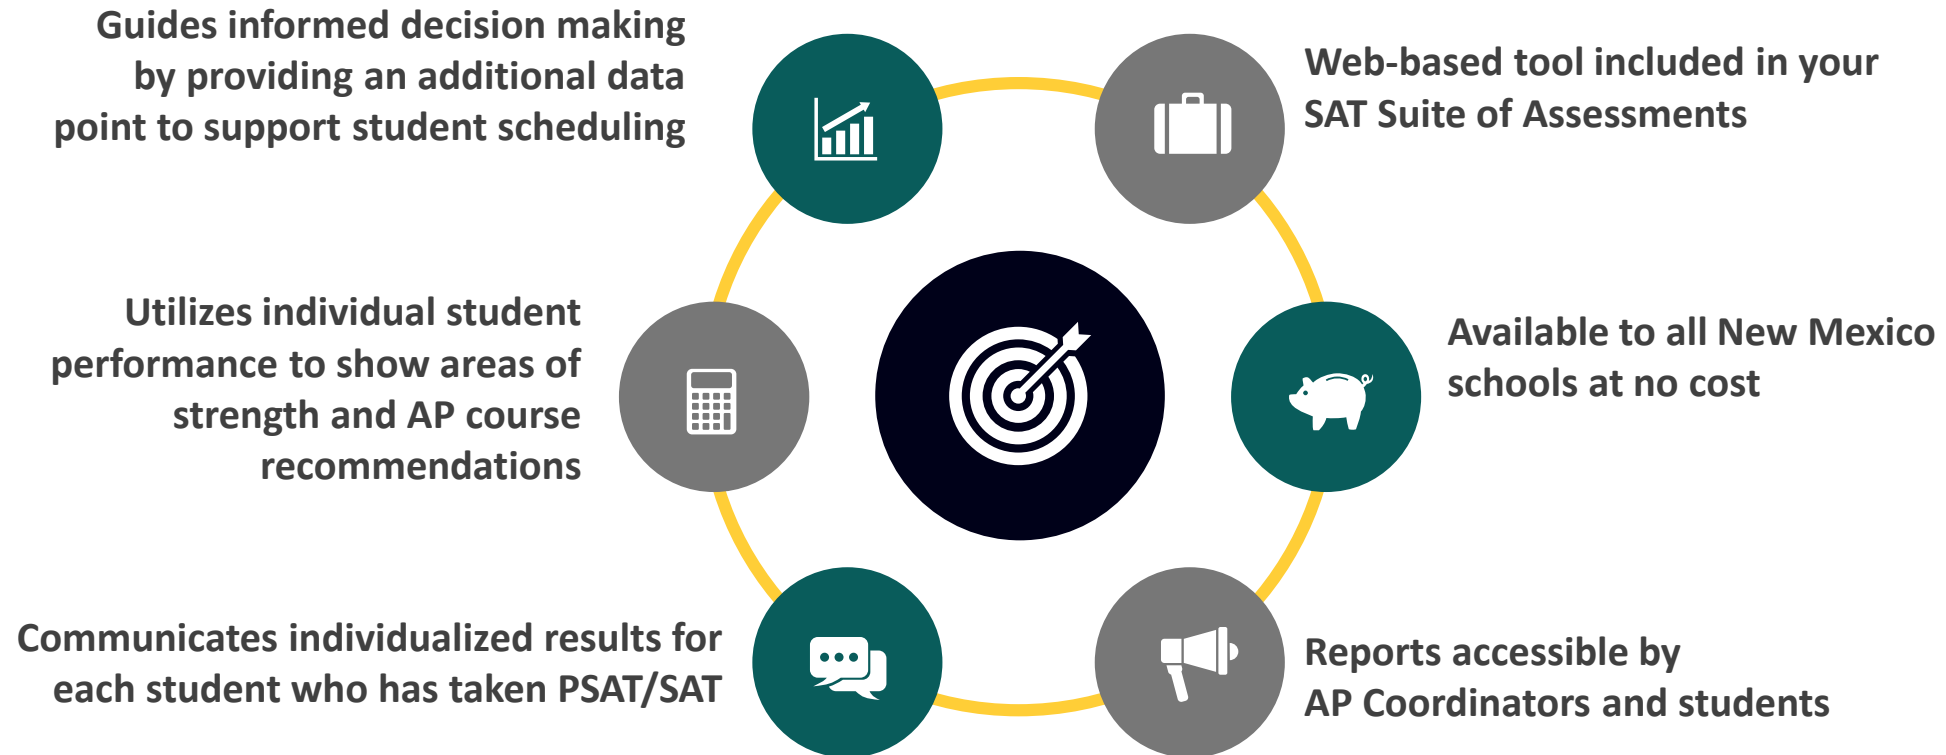 Guides informed decision making
by providing an additional data
point to support student scheduling
Web-based tool included in your
SAT Suite of Assessments
Utilizes individual student
performance to show areas of
strength and AP course
recommendations
Available to all New Mexico
schools at no cost
Communicates individualized results for
each student who has taken PSAT/SAT
Reports accessible by
AP Coordinators and students